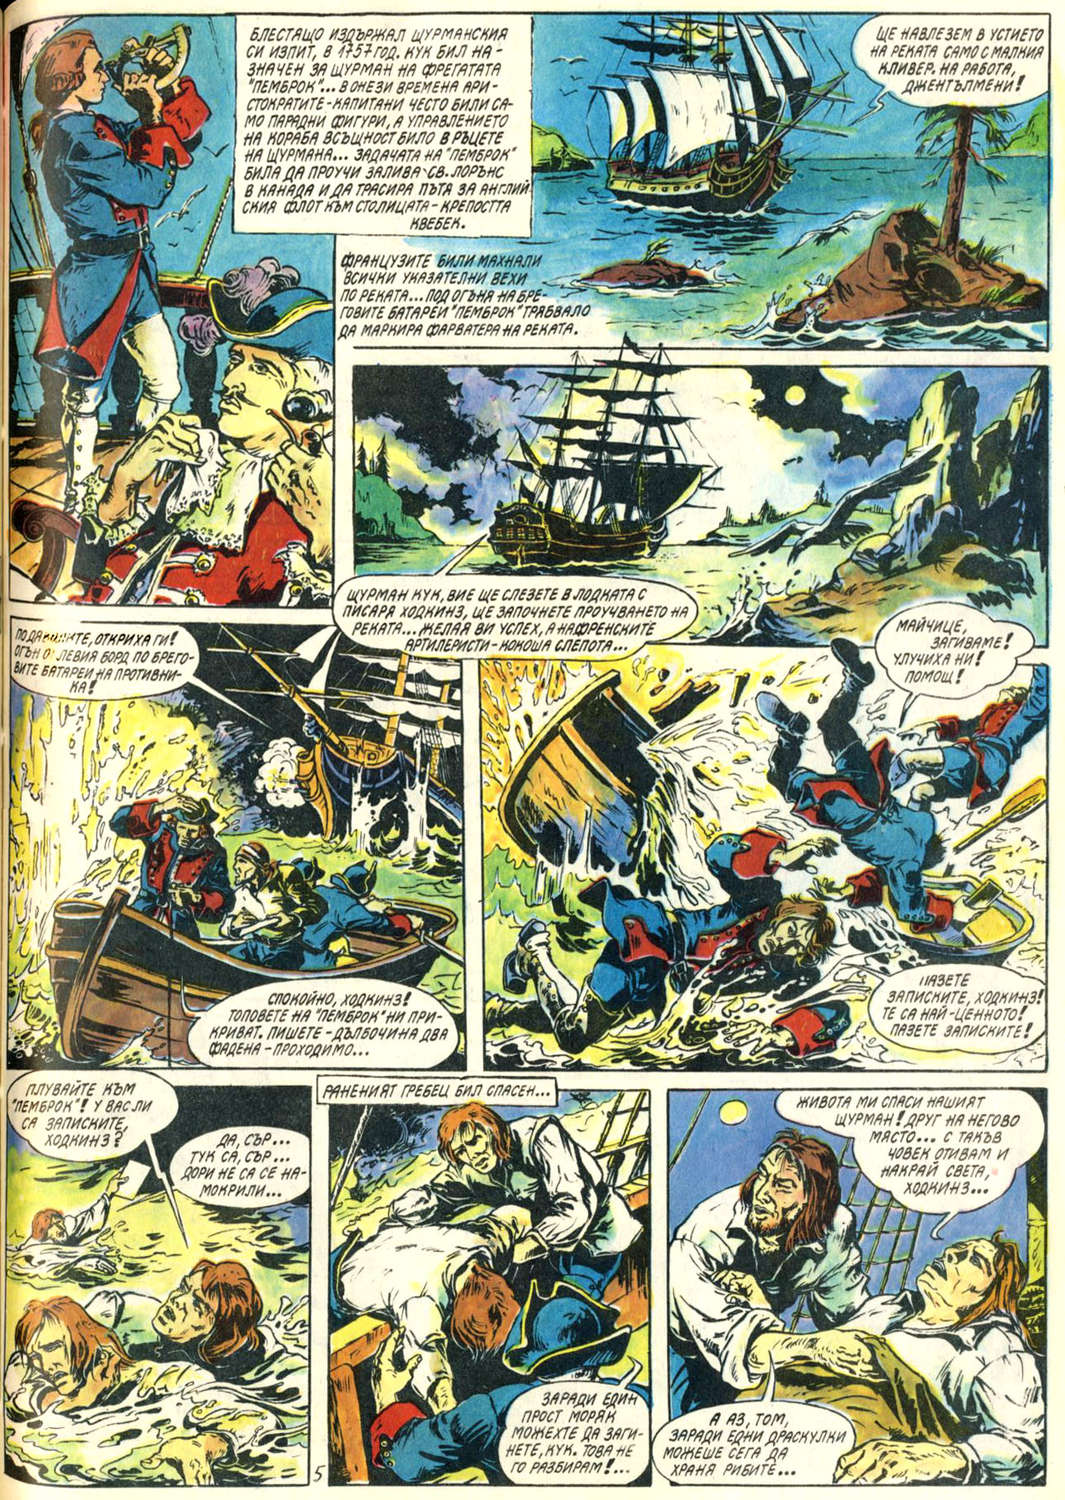 БЛЕСТЯЩО ИЗДЪРЖАЛ ЩУРМАНСКИЯ
СИ ИЗПИТ, В 1757 ГОД. КУК БИЛ НА-
ЗНАЧЕН ЗА ЩУРМАН НА ФРЕГАТАТА
"ПЕМБРОК"... В ОНЕЗИ ВРЕМЕНА АРИ-
СТОКРАТИТЕ-КАПИТАНИ ЧЕСТО БИЛИ СА-
МО ПАРАДНИ ФИГУРИ, А УПРАВЛЕНИЕТО
НА КОРАБА ВСЪЩНОСТ БИЛО В РЪЦЕТЕ
НА ЩУРМАНА... ЗАДАЧАТА НА "ПЕМБРОК"
БИЛА ДА ПРОУЧИ ЗАЛИВА СВ. ЛОРЪНС
В КАНАДА И ДА ТРАСИРА ПЪТЯ ЗА АНГЛИЙ
СКИЯ ФЛОТ КЪМ СТОЛИЦАТА - КРЕПОСТТА
КВЕБЕК.
ЩЕ НАВЛЕЗЕМ В УСТИЕТО
НА РЕКАТА САМО С МАЛКИЯ
КЛИВЕР. НА РАБОТА,
ДЖЕНТЪЛМЕНИ!
ФРАНЦУЗИТЕ БИЛИ МАХНАЛИ
ВСИЧКИ УКАЗАТЕЛНИ ВЕХИ
ПО РЕКАТА... ПОД ОГЪНЯ НА БРЕ-
ГОВИТЕ БАТАРЕИ "ПЕМБРОК" ТРЯБВАЛО
ДА МАРКИРА ФАРВАТЕРА НА РЕКАТА.
ЩУРМАН КУК, ВИЕ ЩЕ СЛЕЗЕТЕ В ЛОДКАТА С
ПИСАРЯ ХОДКИНЗ, ЩЕ ЗАПОЧНЕТЕ ПРОУЧВАНЕТО НА
РЕКАТА... ЖЕЛАЯ ВИ УСПЕХ, А НА ФРЕНСКИТЕ
АРТИЛЕРИСТИ - КОКОША СЛЕПОТА...
ОТКРИХА ГИ!
ОГЪН ЛЕВИЯ БОРД ПО БРЕГО-
ВИТЕ БАТАРЕИ НА ПРОТИВНИ-
КА!
СПОКОЙНО, ХОДКИНЗ!
ТОПОВЕТЕ НА "ПЕМБРОК" НИ ПРИ-
КРИВАТ. ПИШЕТЕ - ДЪЛБОЧИНА ДВА
ФАДЕНА - ПРОХОДИМО...
МАЙЧИЦЕ,
ЗАГИВАМЕ!
УЛУЧИХА НИ!
ПОМОЩ!
ПАЗЕТЕ
ЗАПИСКИТЕ, ХОДКИНЗ!
ТЕ СА НАЙ-ЦЕННОТО!
ПАЗЕТЕ ЗАПИСКИТЕ!
ПЛУВАЙТЕ КЪМ
"ПЕМБРОК"! У ВАС ЛИ
СА ЗАПИСКИТЕ,
ХОДКИНЗ?
ДА, СЪР...
ТУК СА, СЪР...
ДОРИ НЕ СА СЕ НА-
МОКРИЛИ...
РАНЕНИЯТ ГРЕБЕЦ БИЛ СПАСЕН...
ЗАРАДИ ЕДИН
ПРОСТ МОРЯК
МОЖЕХТЕ ДА ЗАГИ-
НЕТЕ, КУК. ТОВА НЕ
ГО РАЗБИРАМ!...
ЖИВОТА МИ СПАСИ НАШИЯТ
ЩУРМАН! ДРУГ НА НЕГОВО
МЯСТО... С ТАКЪВ
ЧОВЕК ОТИВАМ И
НАКРАЙ СВЕТА,
ХОДКИНЗ...
А АЗ, ТОМ,
ЗАРАДИ ЕДНИ ДРАСКУЛКИ
МОЖЕШЕ СЕГА ДА
ХРАНЯ РИБИТЕ...
5